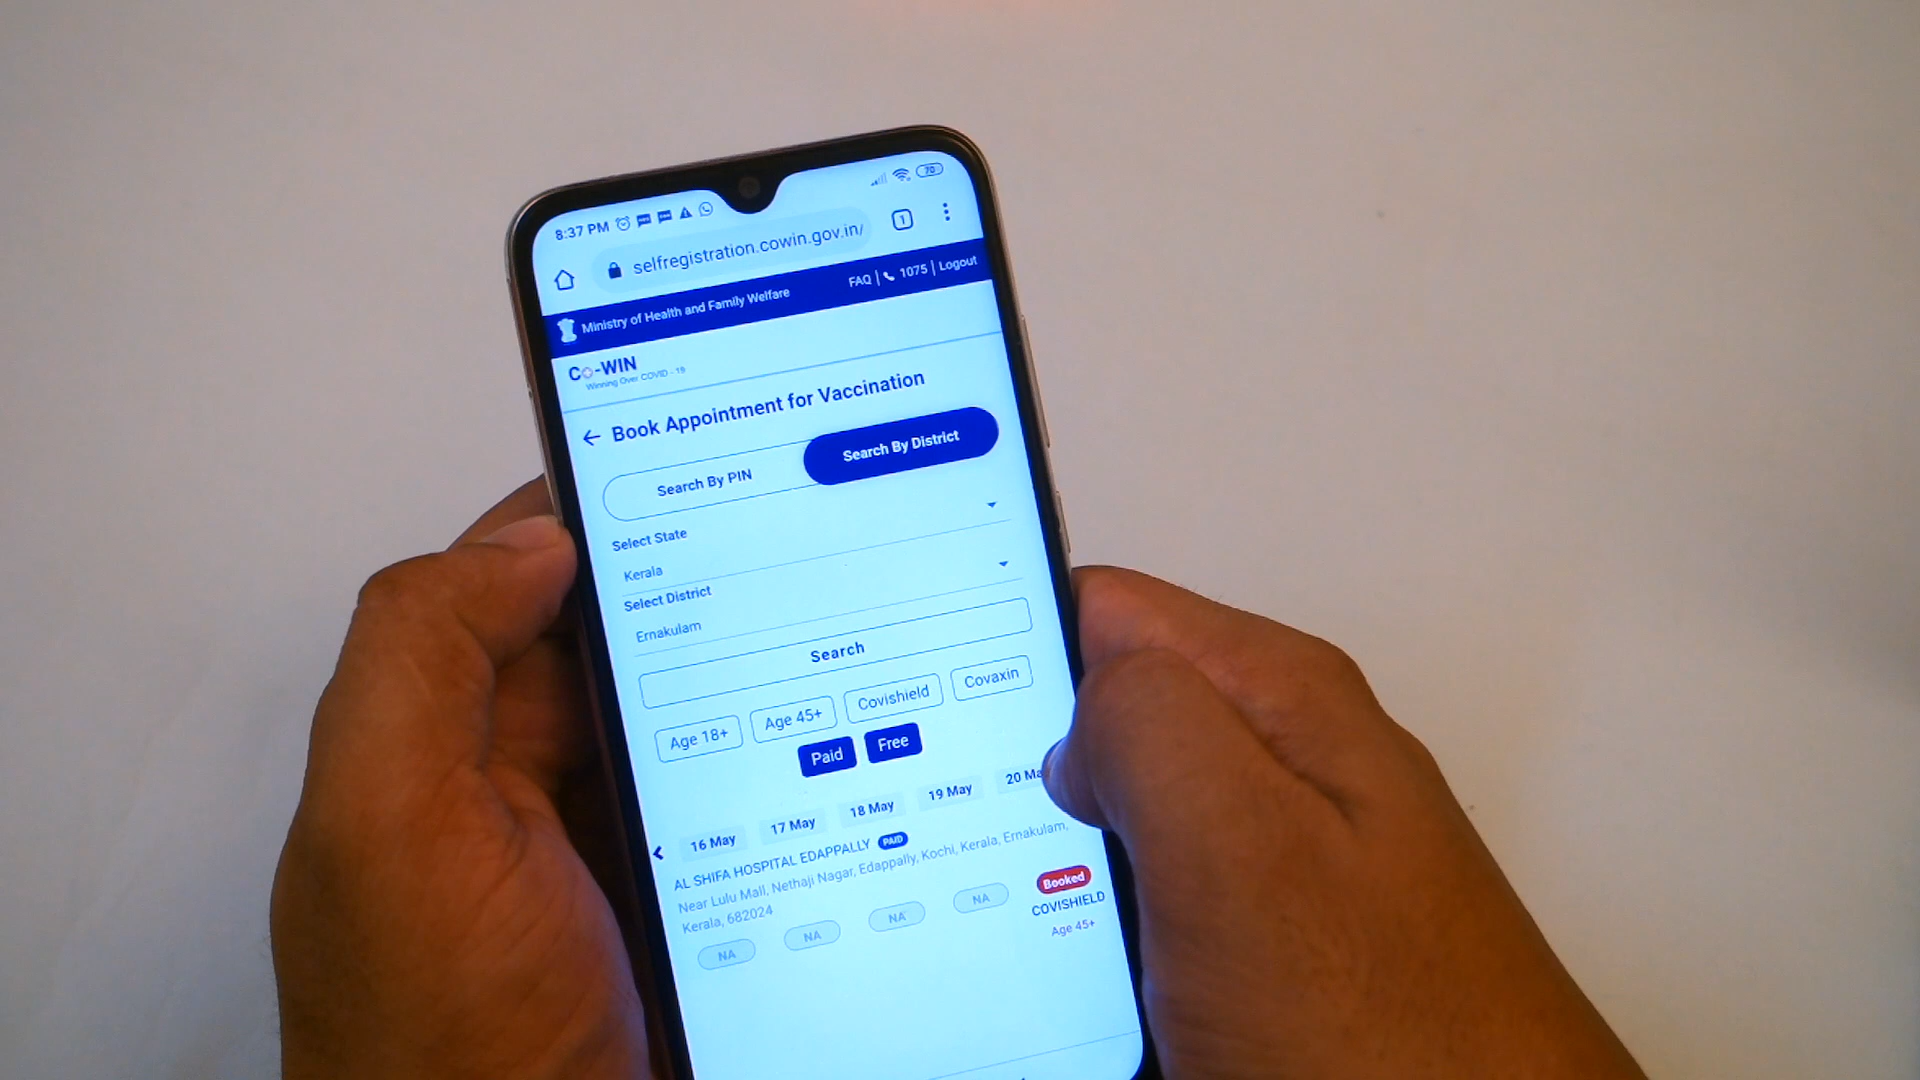 8:37 PM
70
selfregistration.cowin.gov.in/
1
Ministry of Health and Family Welfare
FAQ | 1075 | Logout
Co-WIN
Winning Over COVID - 19
Book Appointment for Vaccination
Search By PIN
Search By District
Select State
Kerala
Select District
Ernakulam
Search
Age 18+ Age 45+ Covishield Covaxin
Paid Free
16 May 17 May 18 May 19 May 20 Ma
AL SHIFA HOSPITAL EDAPPALLY PAID
Near Lulu Mall, Nethaji Nagar, Edappally, Kochi, Kerala, Ernakulam,
Kerala, 682024
NA NA NA NA Booked
COVISHIELD
Age 45+